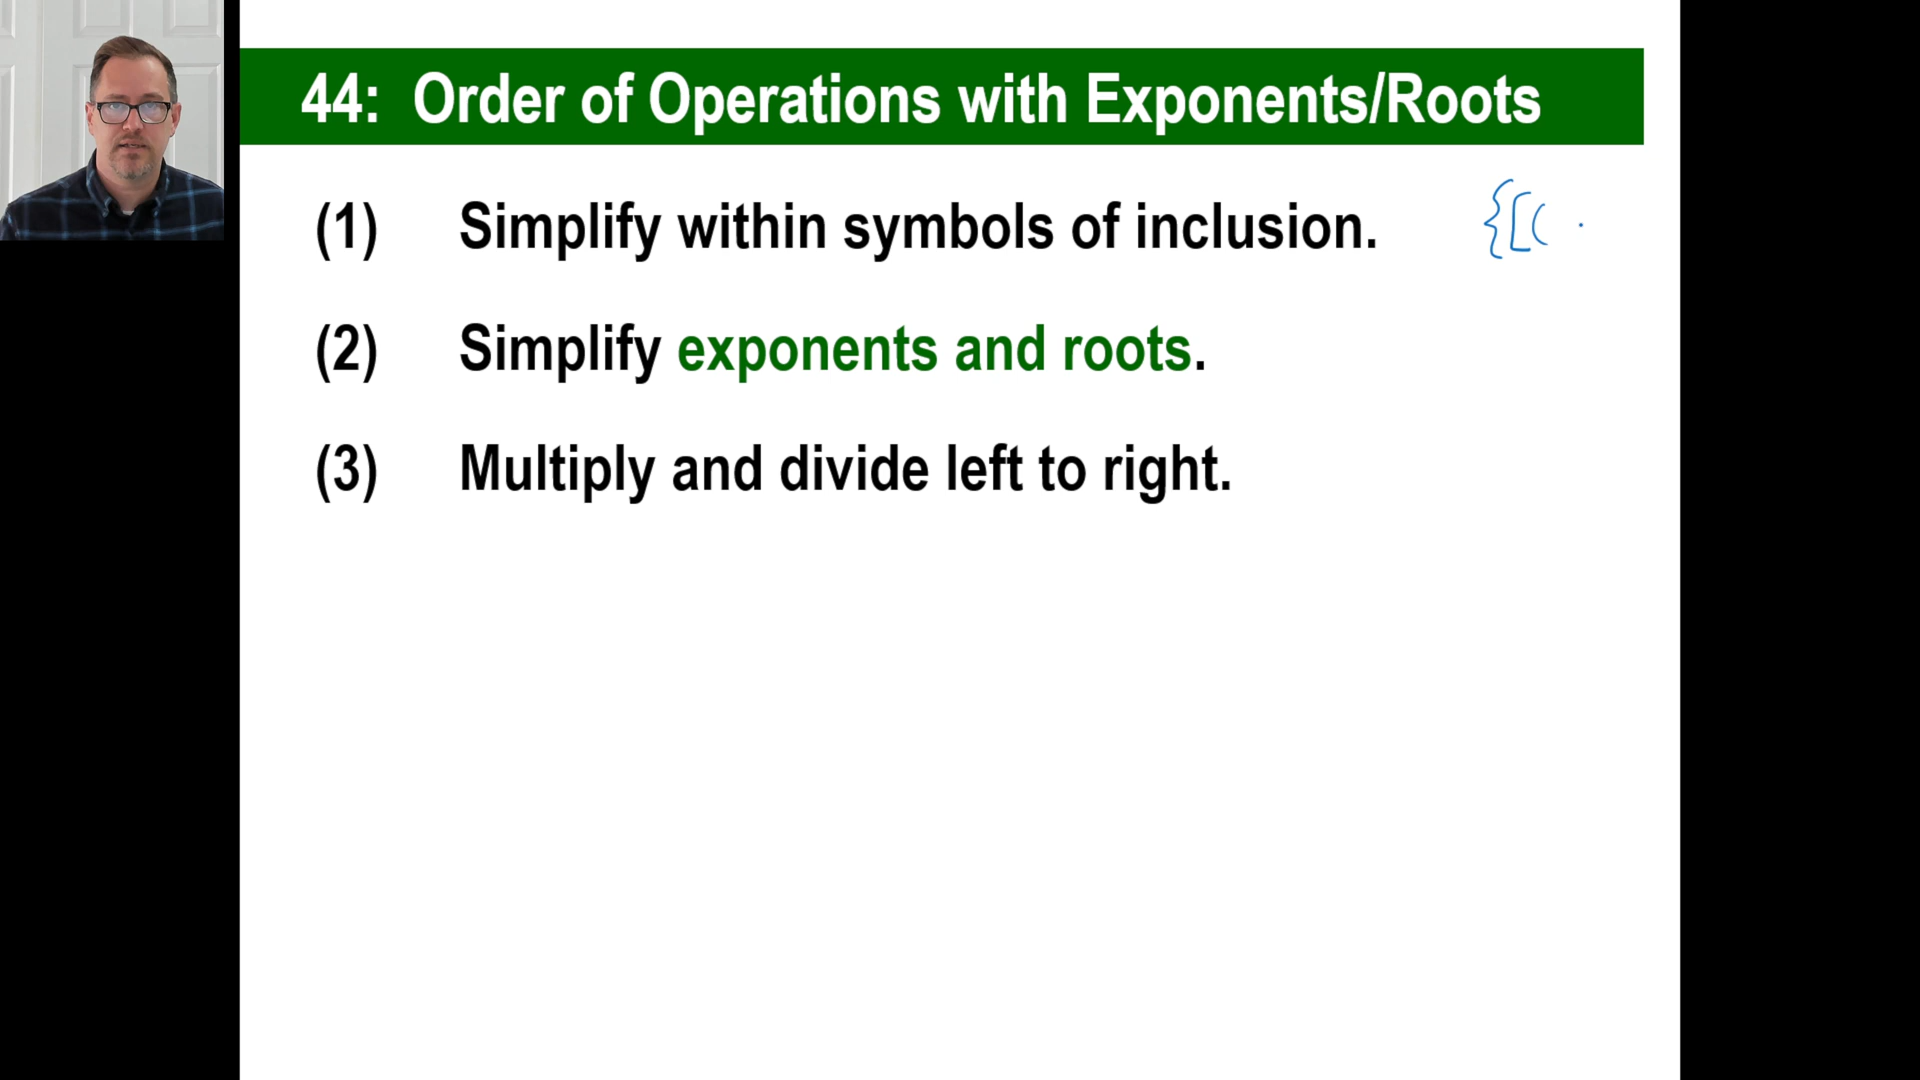 44: Order of Operations with Exponents/Roots
(1) Simplify within symbols of inclusion. {[( .
(2) Simplify exponents and roots.
(3) Multiply and divide left to right.